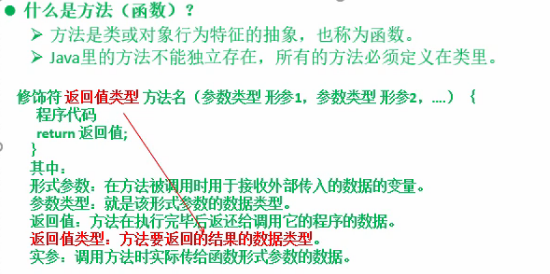 什么是方法（函数）？
方法是类或对象行为特征的抽象，也称为函数。
Java里的方法不能独立存在，所有的方法必须定义在类里。
修饰符 返回值类型 方法名（参数类型 形参1，参数类型 形参2，....）｛
程序代码
return 返回值;
｝
其中：
形式参数：在方法被调用时用于接收外部传入的数据的变量。
参数类型：就是该形式参数的数据类型。
返回值：方法在执行完毕后返还给调用它的程序的数据。
返回值类型：方法要返回的结果的数据类型。
实参：调用方法时实际传给函数形式参数的数据。